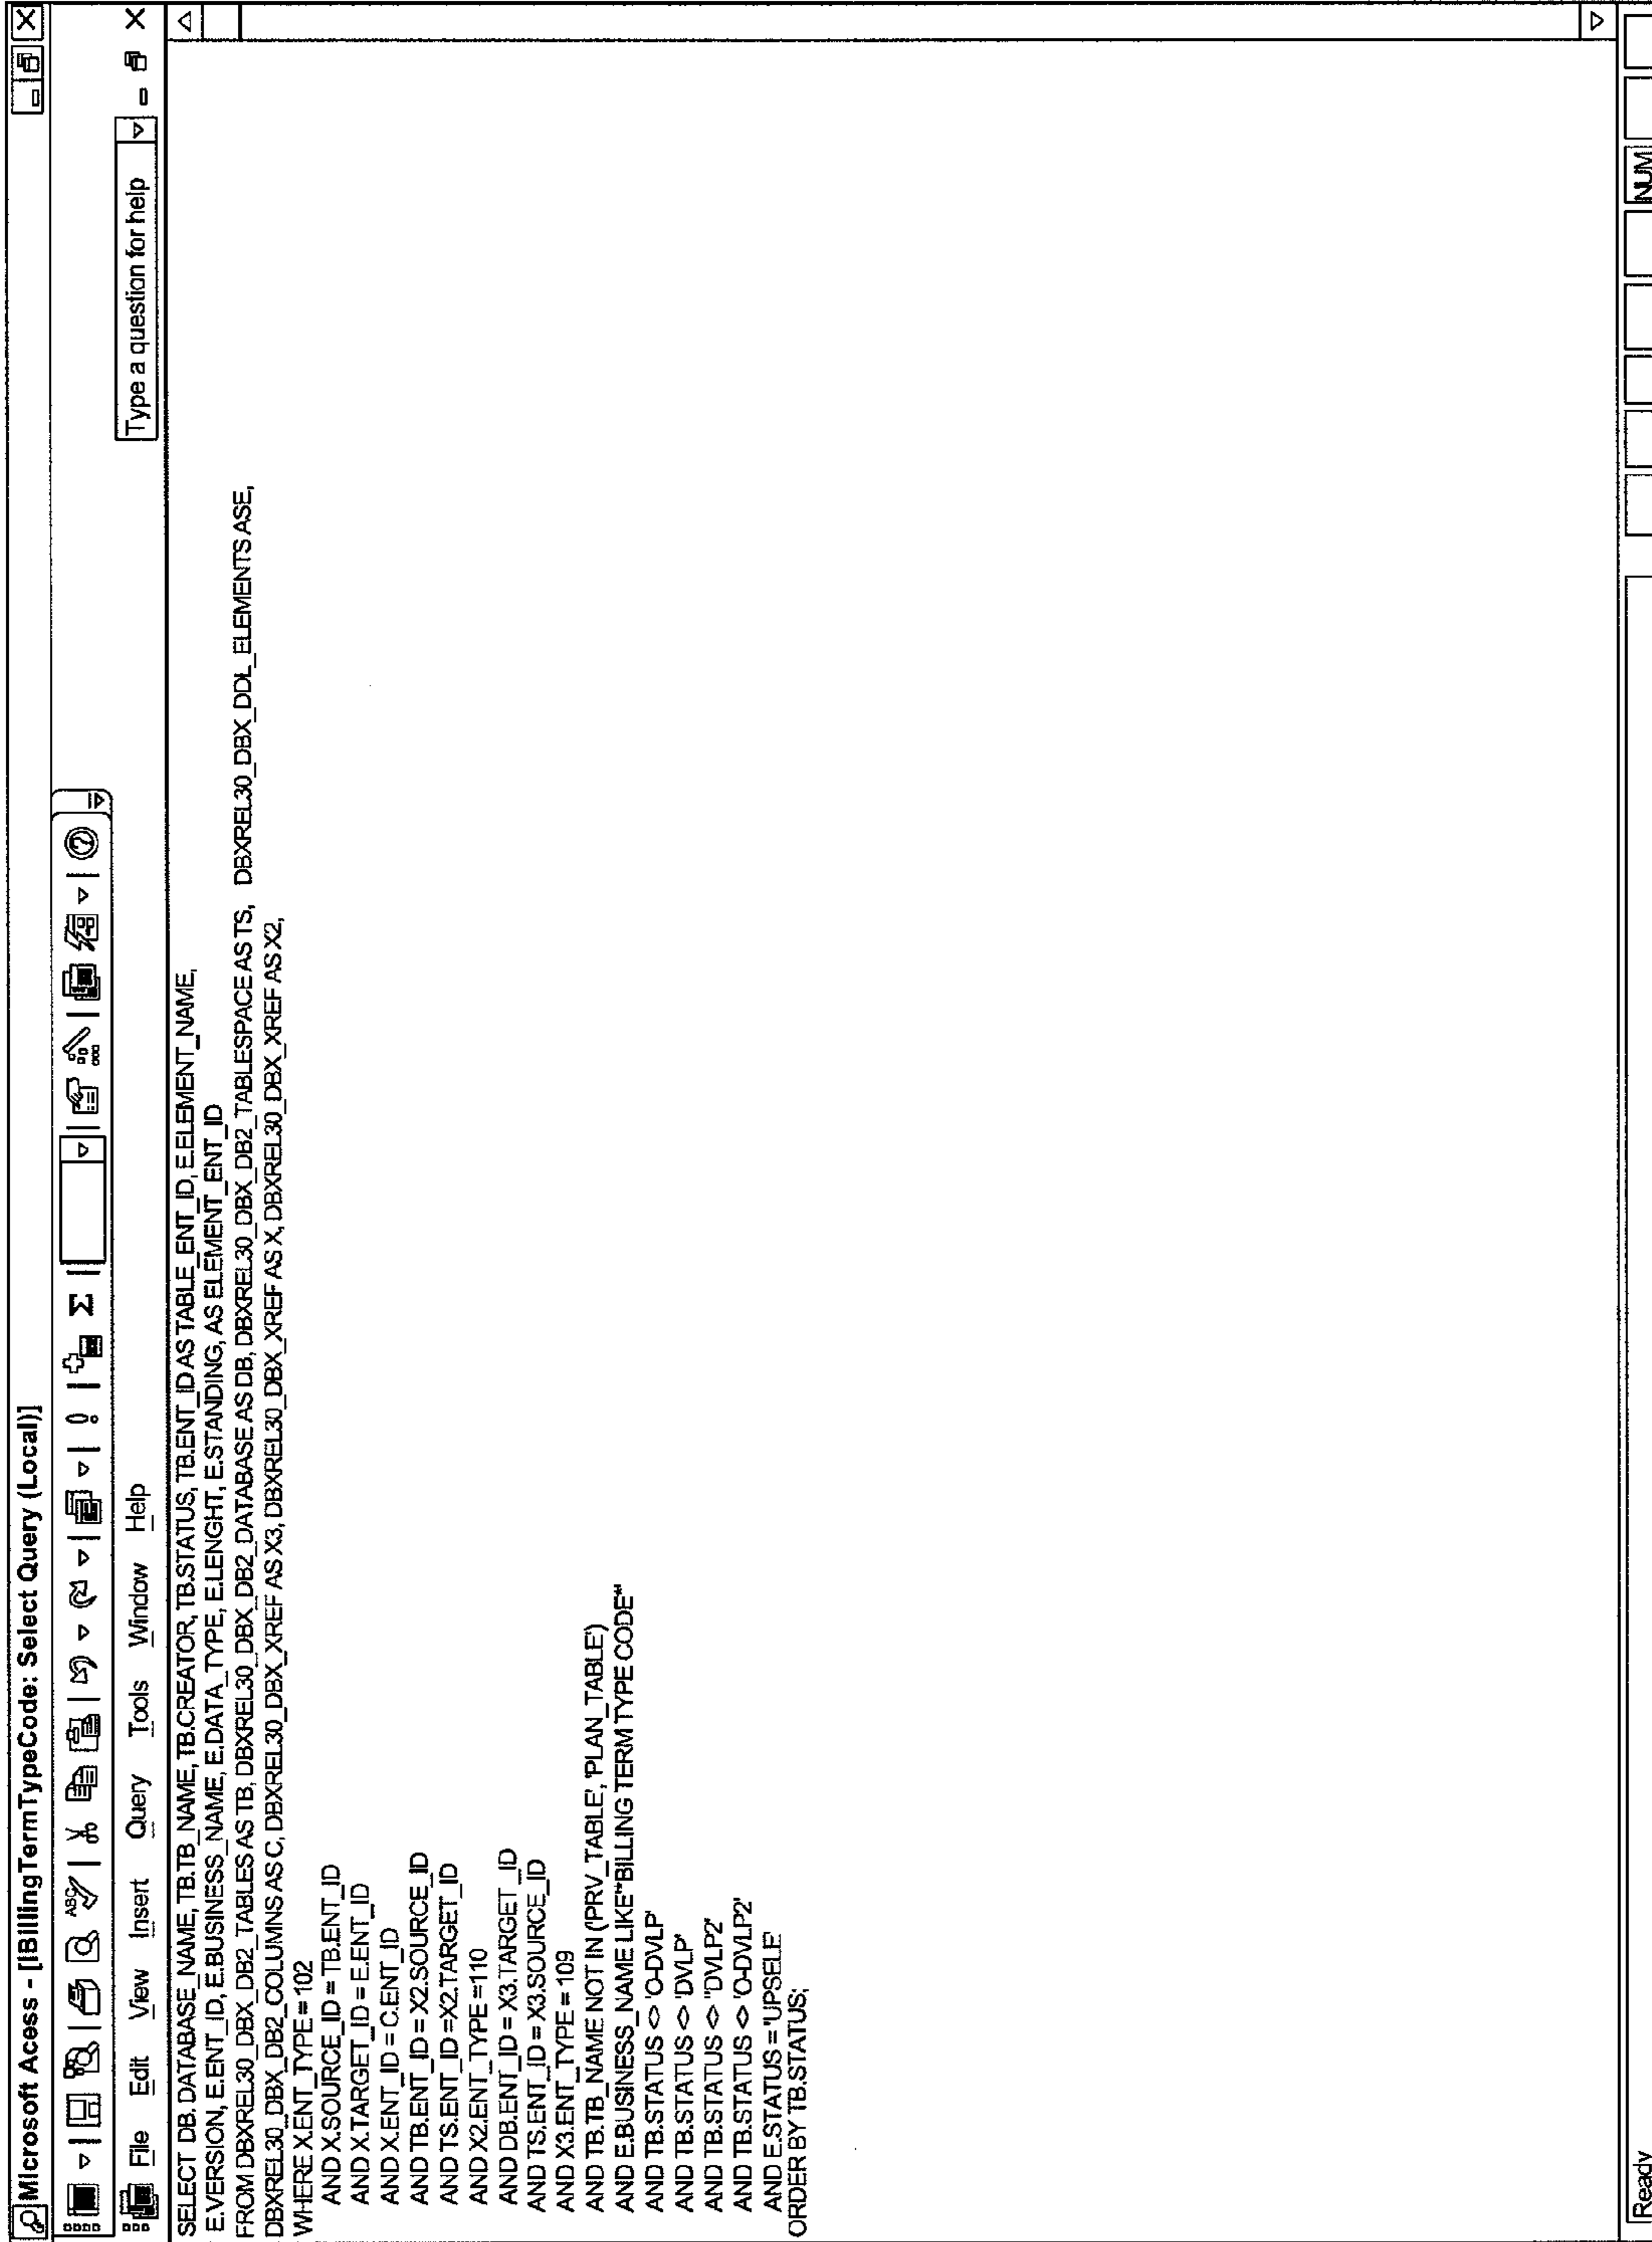 Microsoft Acess - [IBillingTermTypeCode: Select Query (Local)]
ABC
File Edit View Insert Query Tools Window Help
Type a question for help
SELECT DB. DATABASE_NAME, TB.TB_NAME, TB.CREATOR, TB.STATUS, TB.ENT_ID AS TABLE_ENT_ID, E.ELEMENT_NAME,
E.VERSION, E.ENT_ID, E.BUSINESS_NAME, E.DATA_TYPE, E.LENGHT, E.STANDING, AS ELEMENT_ENT_ID
FROM DBXREL30_DBX_DB2_TABLES AS TB, DBXREL30_DBX_DB2_DATABASE AS DB, DBXREL30_DBX_DB2_TABLESPACE AS TS, DBXREL30_DBX_DDL_ELEMENTS AS E,
DBXREL30_DBX_DB2_COLUMNS AS C, DBXREL30_DBX_XREF AS X3, DBXREL30_DBX_XREF AS X, DBXREL30_DBX_XREF AS X2,
WHERE X.ENT_TYPE = 102
AND X.SOURCE_ID = TB.ENT_ID
AND X.TARGET_ID = E.ENT_ID
AND X.ENT_ID = C.ENT_ID
AND TB.ENT_ID = X2.SOURCE_ID
AND TS.ENT_ID =X2.TARGET_ID
AND X2.ENT_TYPE =110
AND DB.ENT_ID = X3.TARGET_ID
AND TS.ENT_ID = X3.SOURCE_ID
AND X3.ENT_TYPE = 109
AND TB.TB_NAME NOT IN ('PRV_TABLE', 'PLAN_TABLE')
AND E.BUSINESS_NAME LIKE"*BILLING TERM TYPE CODE*"
AND TB.STATUS <> 'O-DVLP'
AND TB.STATUS <> 'DVLP'
AND TB.STATUS <> "DVLP2'
AND TB.STATUS <> 'O-DVLP2'
AND E.STATUS = 'UPSELE'
ORDER BY TB.STATUS;
Ready NUM